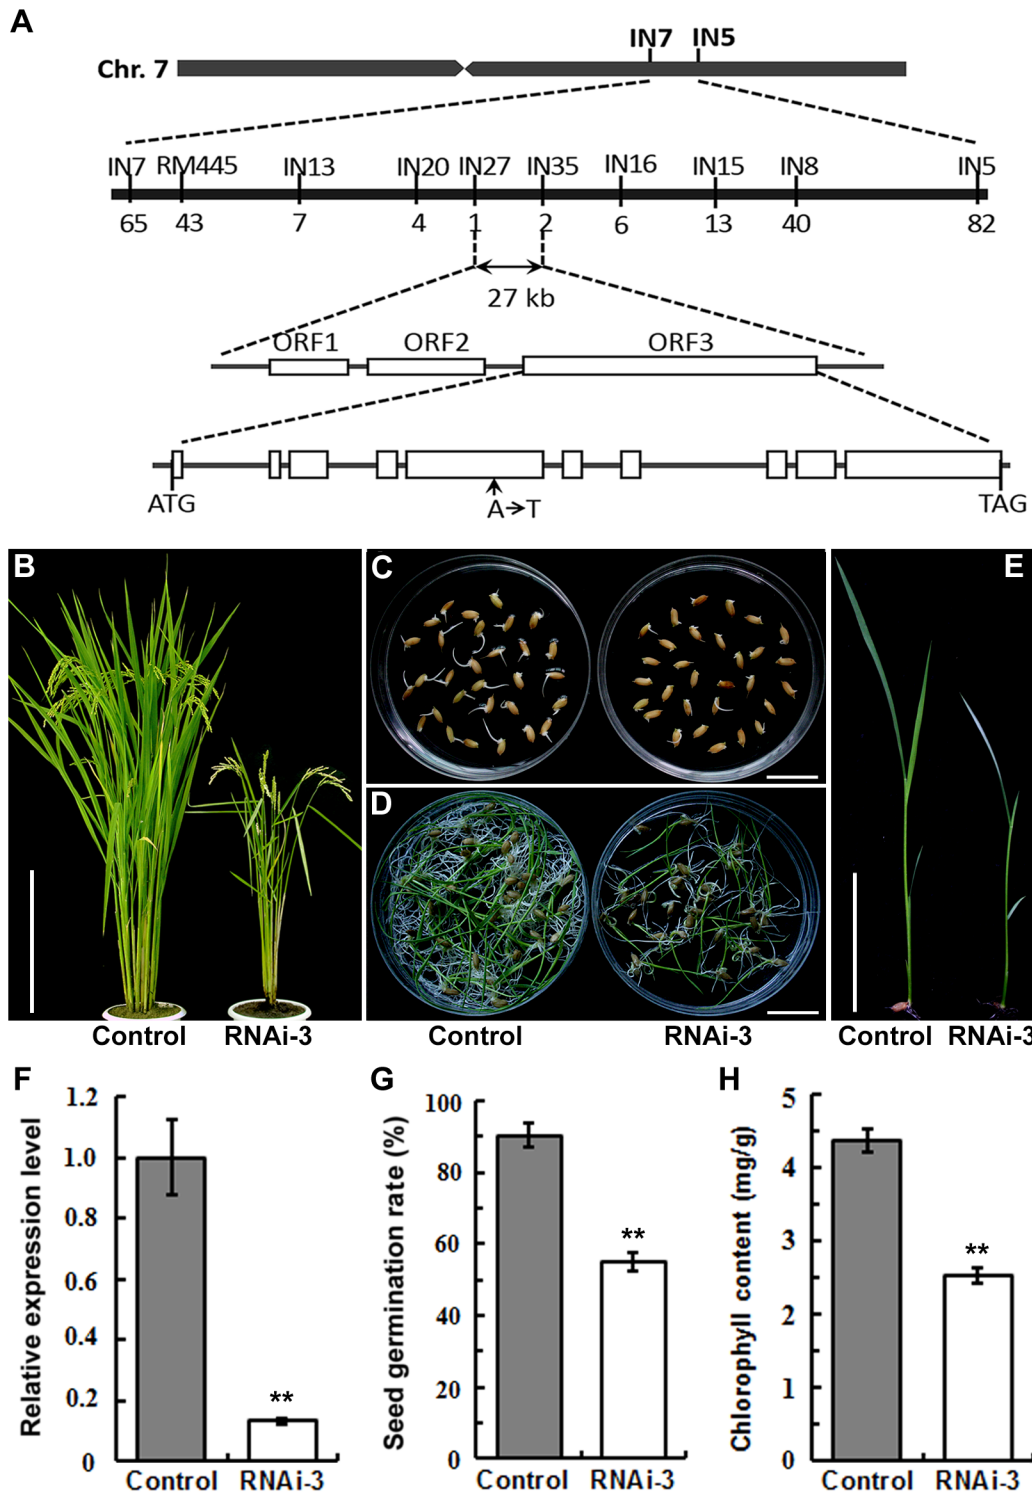 A
IN7 IN5
Chr. 7
IN7 RM445 IN13 IN20 IN27 IN35 IN16 IN15 IN8 IN5
65 43 7 4 1 2 6 13 40 82
27 kb
ORF1 ORF2 ORF3
ATG A→T TAG
B C E
D
Control RNAi-3 Control RNAi-3 Control RNAi-3
F
Relative expression level
1.2
1.0
0.8
0.6
0.4
0.2
0
**
Control RNAi-3
G
Seed germination rate (%)
100
80
60
40
20
0
**
Control RNAi-3
H
Chlorophyll content (mg/g)
5
4
3
2
1
0
**
Control RNAi-3